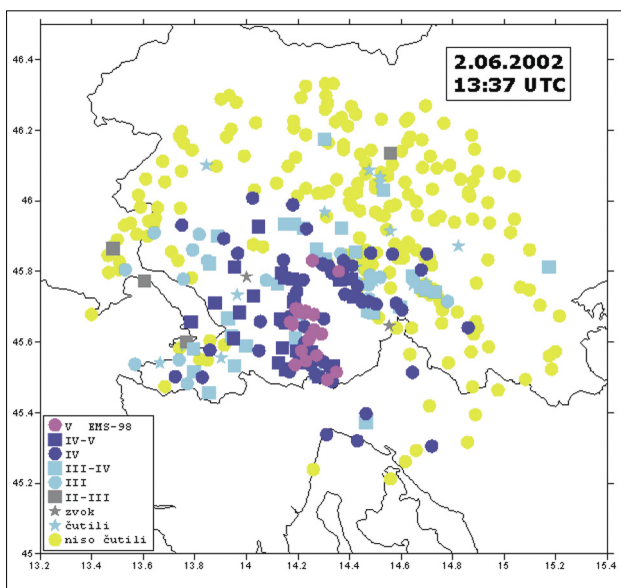 46.4
2.06.2002
13:37 UTC
46.2
46
45.8
45.6
45.4
V EMS-98
IV-V
IV
III-IV
III
II-III
zvok
čutili
niso čutili
45.2
45
13.2 13.4 13.6 13.8 14 14.2 14.4 14.6 14.8 15 15.2 15.4